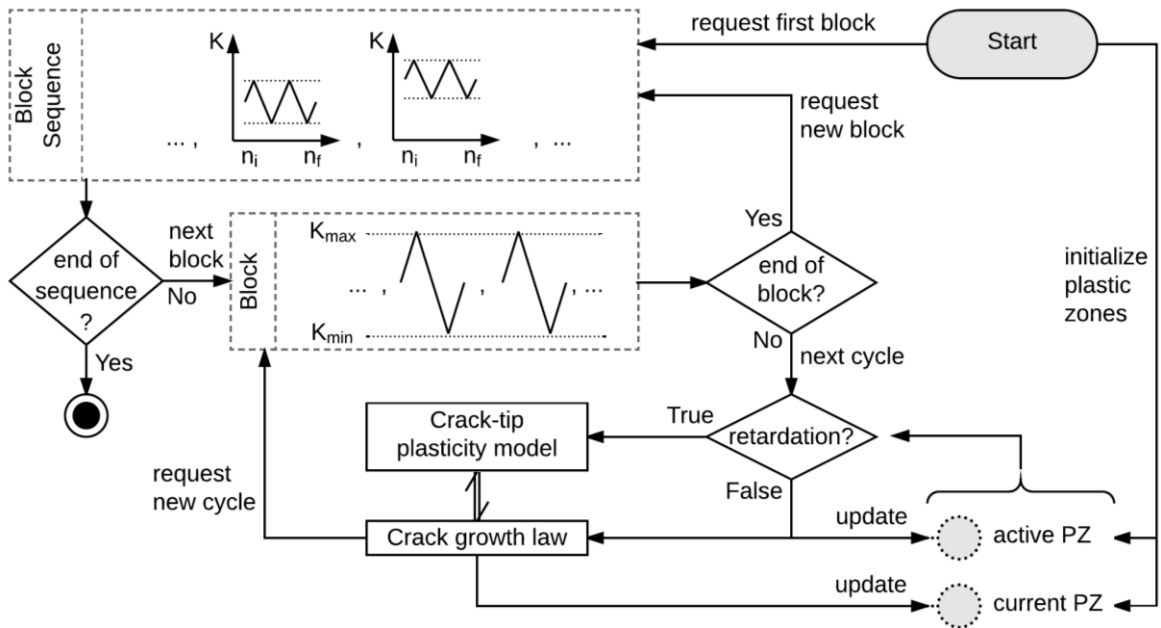 Block
Sequence
K
... ,
n_i
n_f
,
K
n_i
n_f
, ...
request first block
Start
request
new block
end of
sequence
?
next
block
No
Yes
Block
K_max
K_min
... ,
,
, ...
Yes
end of
block?
No
next cycle
initialize
plastic
zones
Crack-tip
plasticity model
True
retardation?
False
request
new cycle
Crack growth law
update
active PZ
update
current PZ